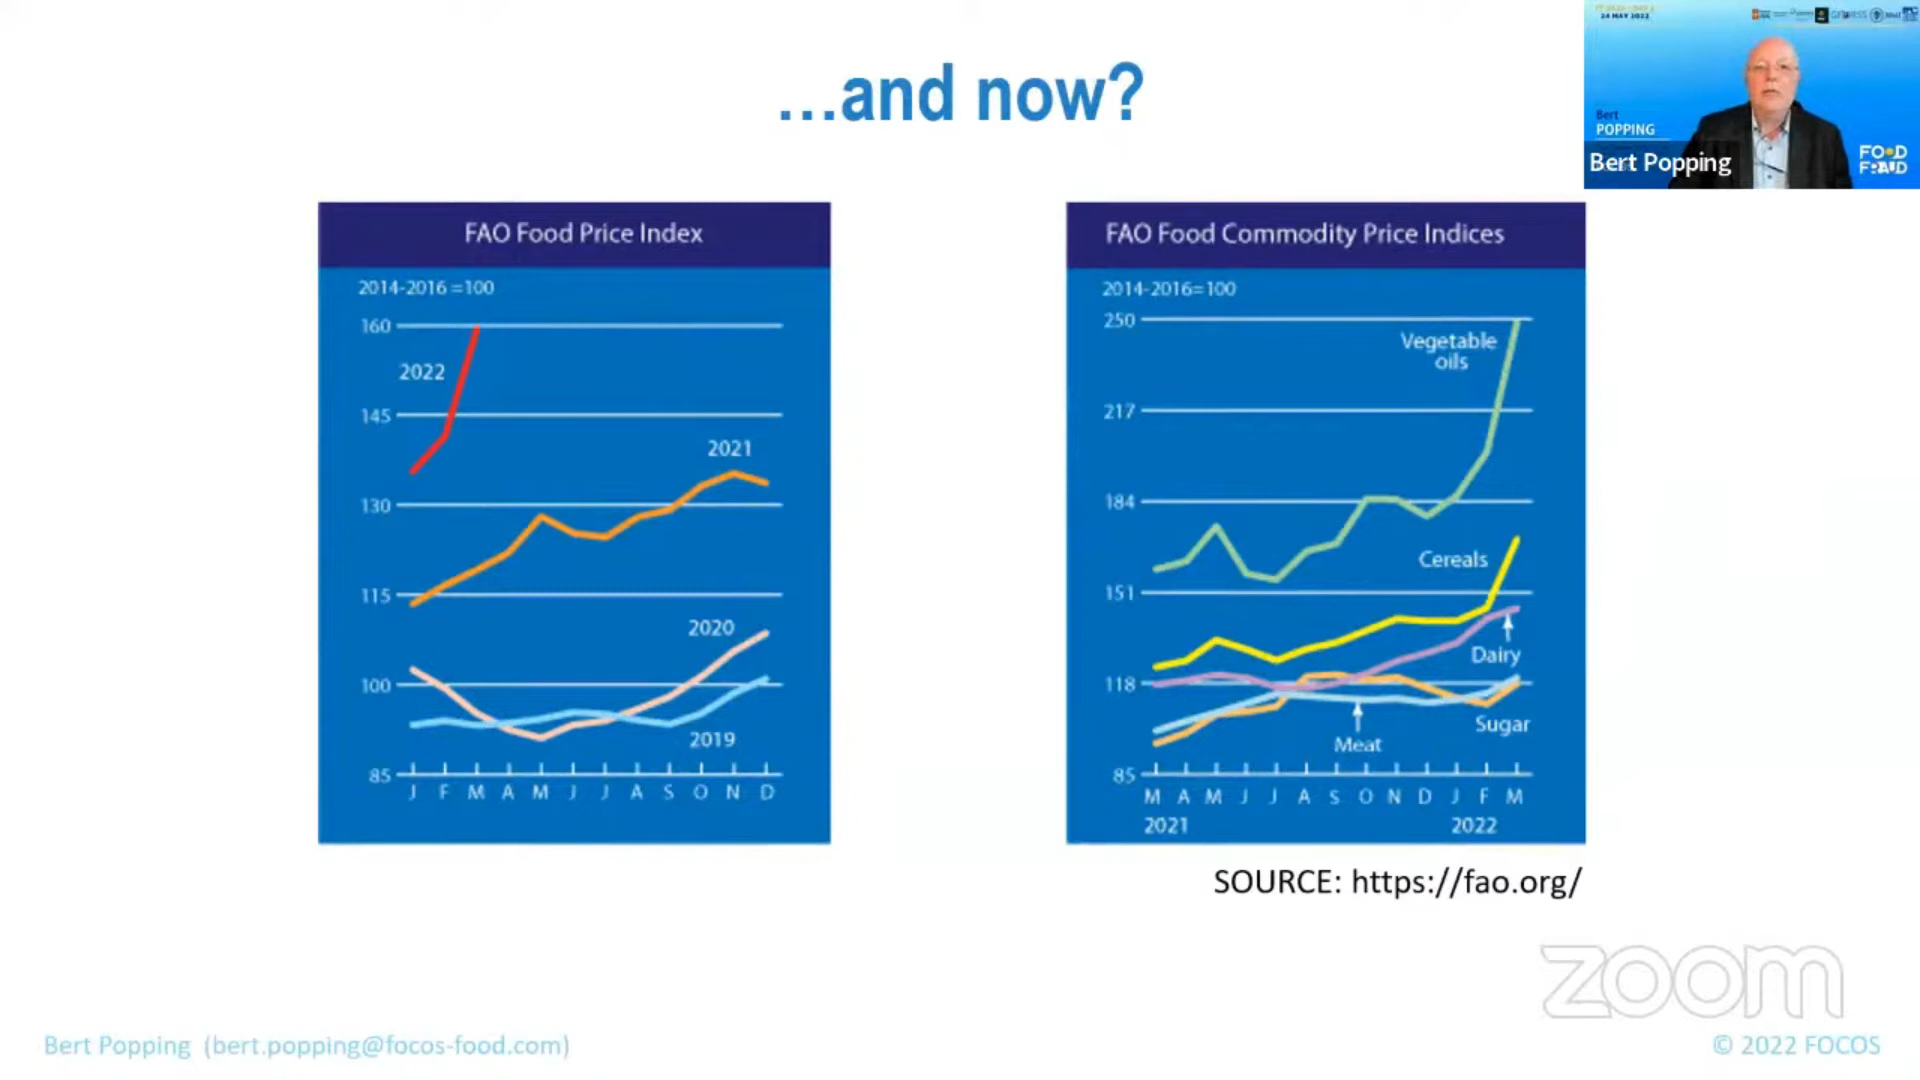 …and now?
24 MAY 2022
Bert
POPPING
Bert Popping
FOOD
FRAUD
FAO Food Price Index
2014-2016 =100
160
2022
145
2021
130
115
2020
100
2019
85
J F M A M J J A S O N D
FAO Food Commodity Price Indices
2014-2016=100
250
Vegetable
oils
217
184
Cereals
151
Dairy
118
Sugar
Meat
85
M A M J J A S O N D J F M
2021 2022
SOURCE: https://fao.org/
zoom
Bert Popping (bert.popping@focos-food.com)
© 2022 FOCOS